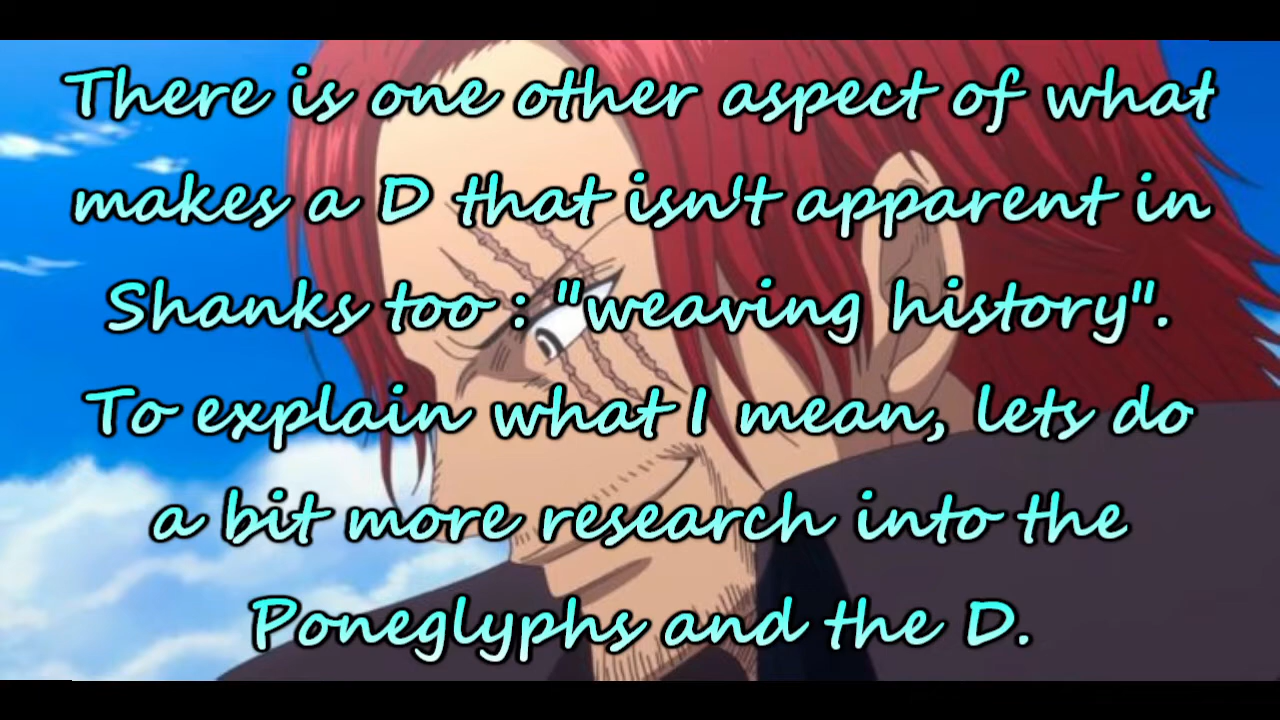 There is one other aspect of what
makes a D that isn't apparent in
Shanks too : "weaving history".
To explain what I mean, lets do
a bit more research into the
Poneglyphs and the D.